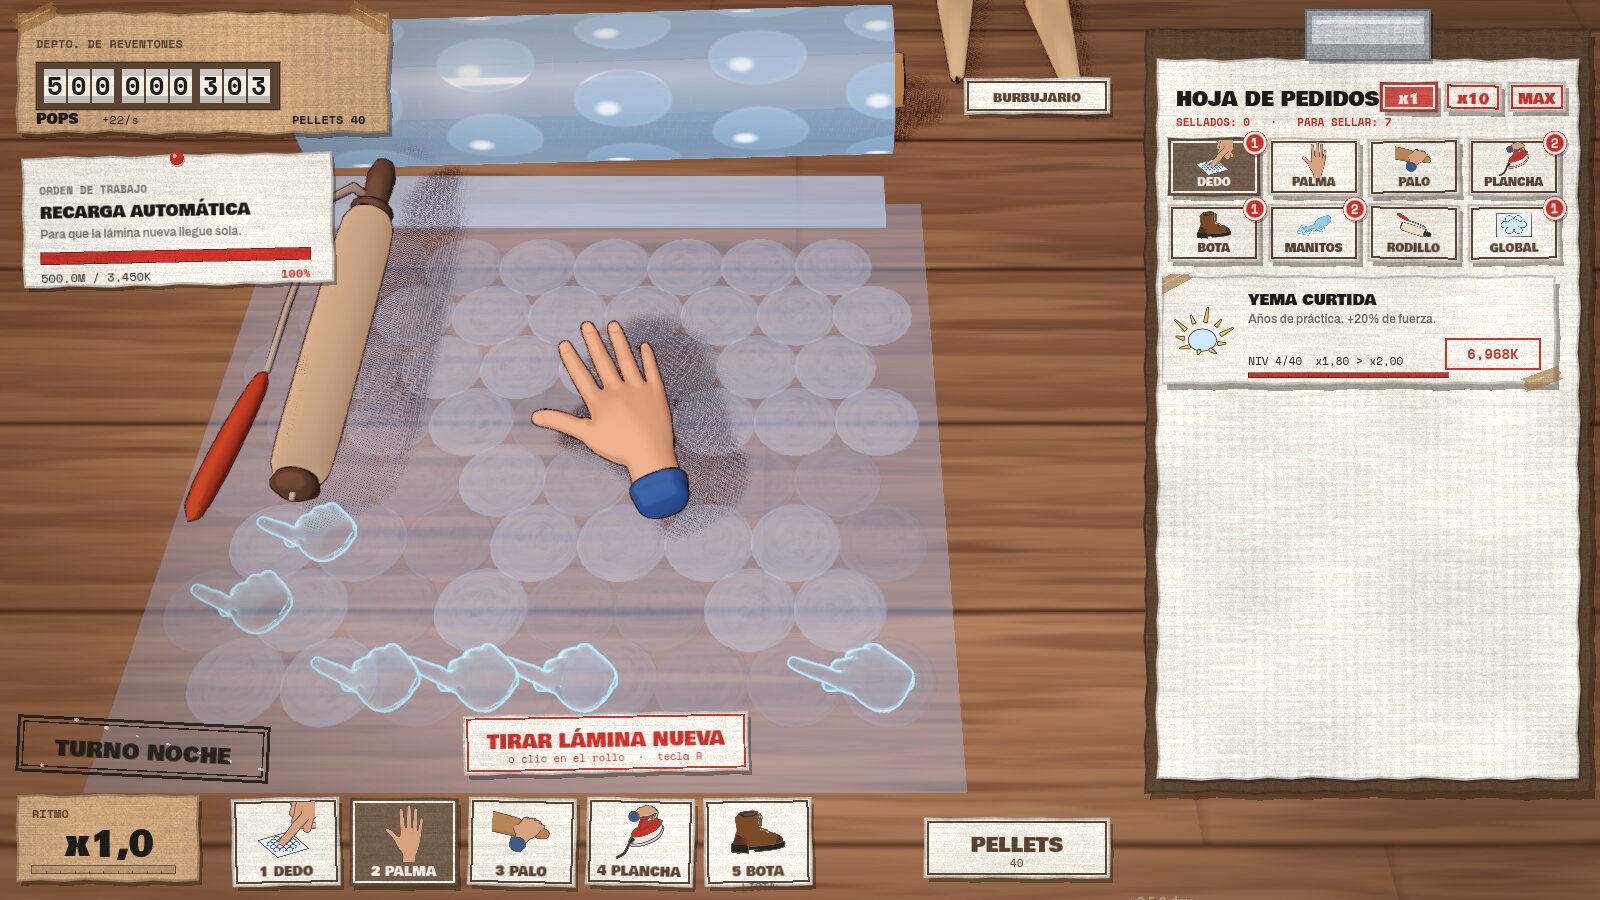 DEPTO. DE REVENTONES
500 000 303
POPS +22/s PELLETS 40
ORDEN DE TRABAJO
RECARGA AUTOMÁTICA
Para que la lámina nueva llegue sola.
500.0M / 3.450K 100%
BURBUJARIO
HOJA DE PEDIDOS x1 x10 MAX
SELLADOS: 0 · PARA SELLAR: 7
1 2
DEDO PALMA PALO PLANCHA
1 2 1
BOTA MANITOS RODILLO GLOBAL
YEMA CURTIDA
Años de práctica. +20% de fuerza.
NIV 4/40 x1,80 > x2,00
6.968K
TURNO NOCHE
TIRAR LÁMINA NUEVA
o clic en el rollo · tecla R
RITMO
x1,0
1 DEDO 2 PALMA 3 PALO 4 PLANCHA 5 BOTA
PELLETS
40